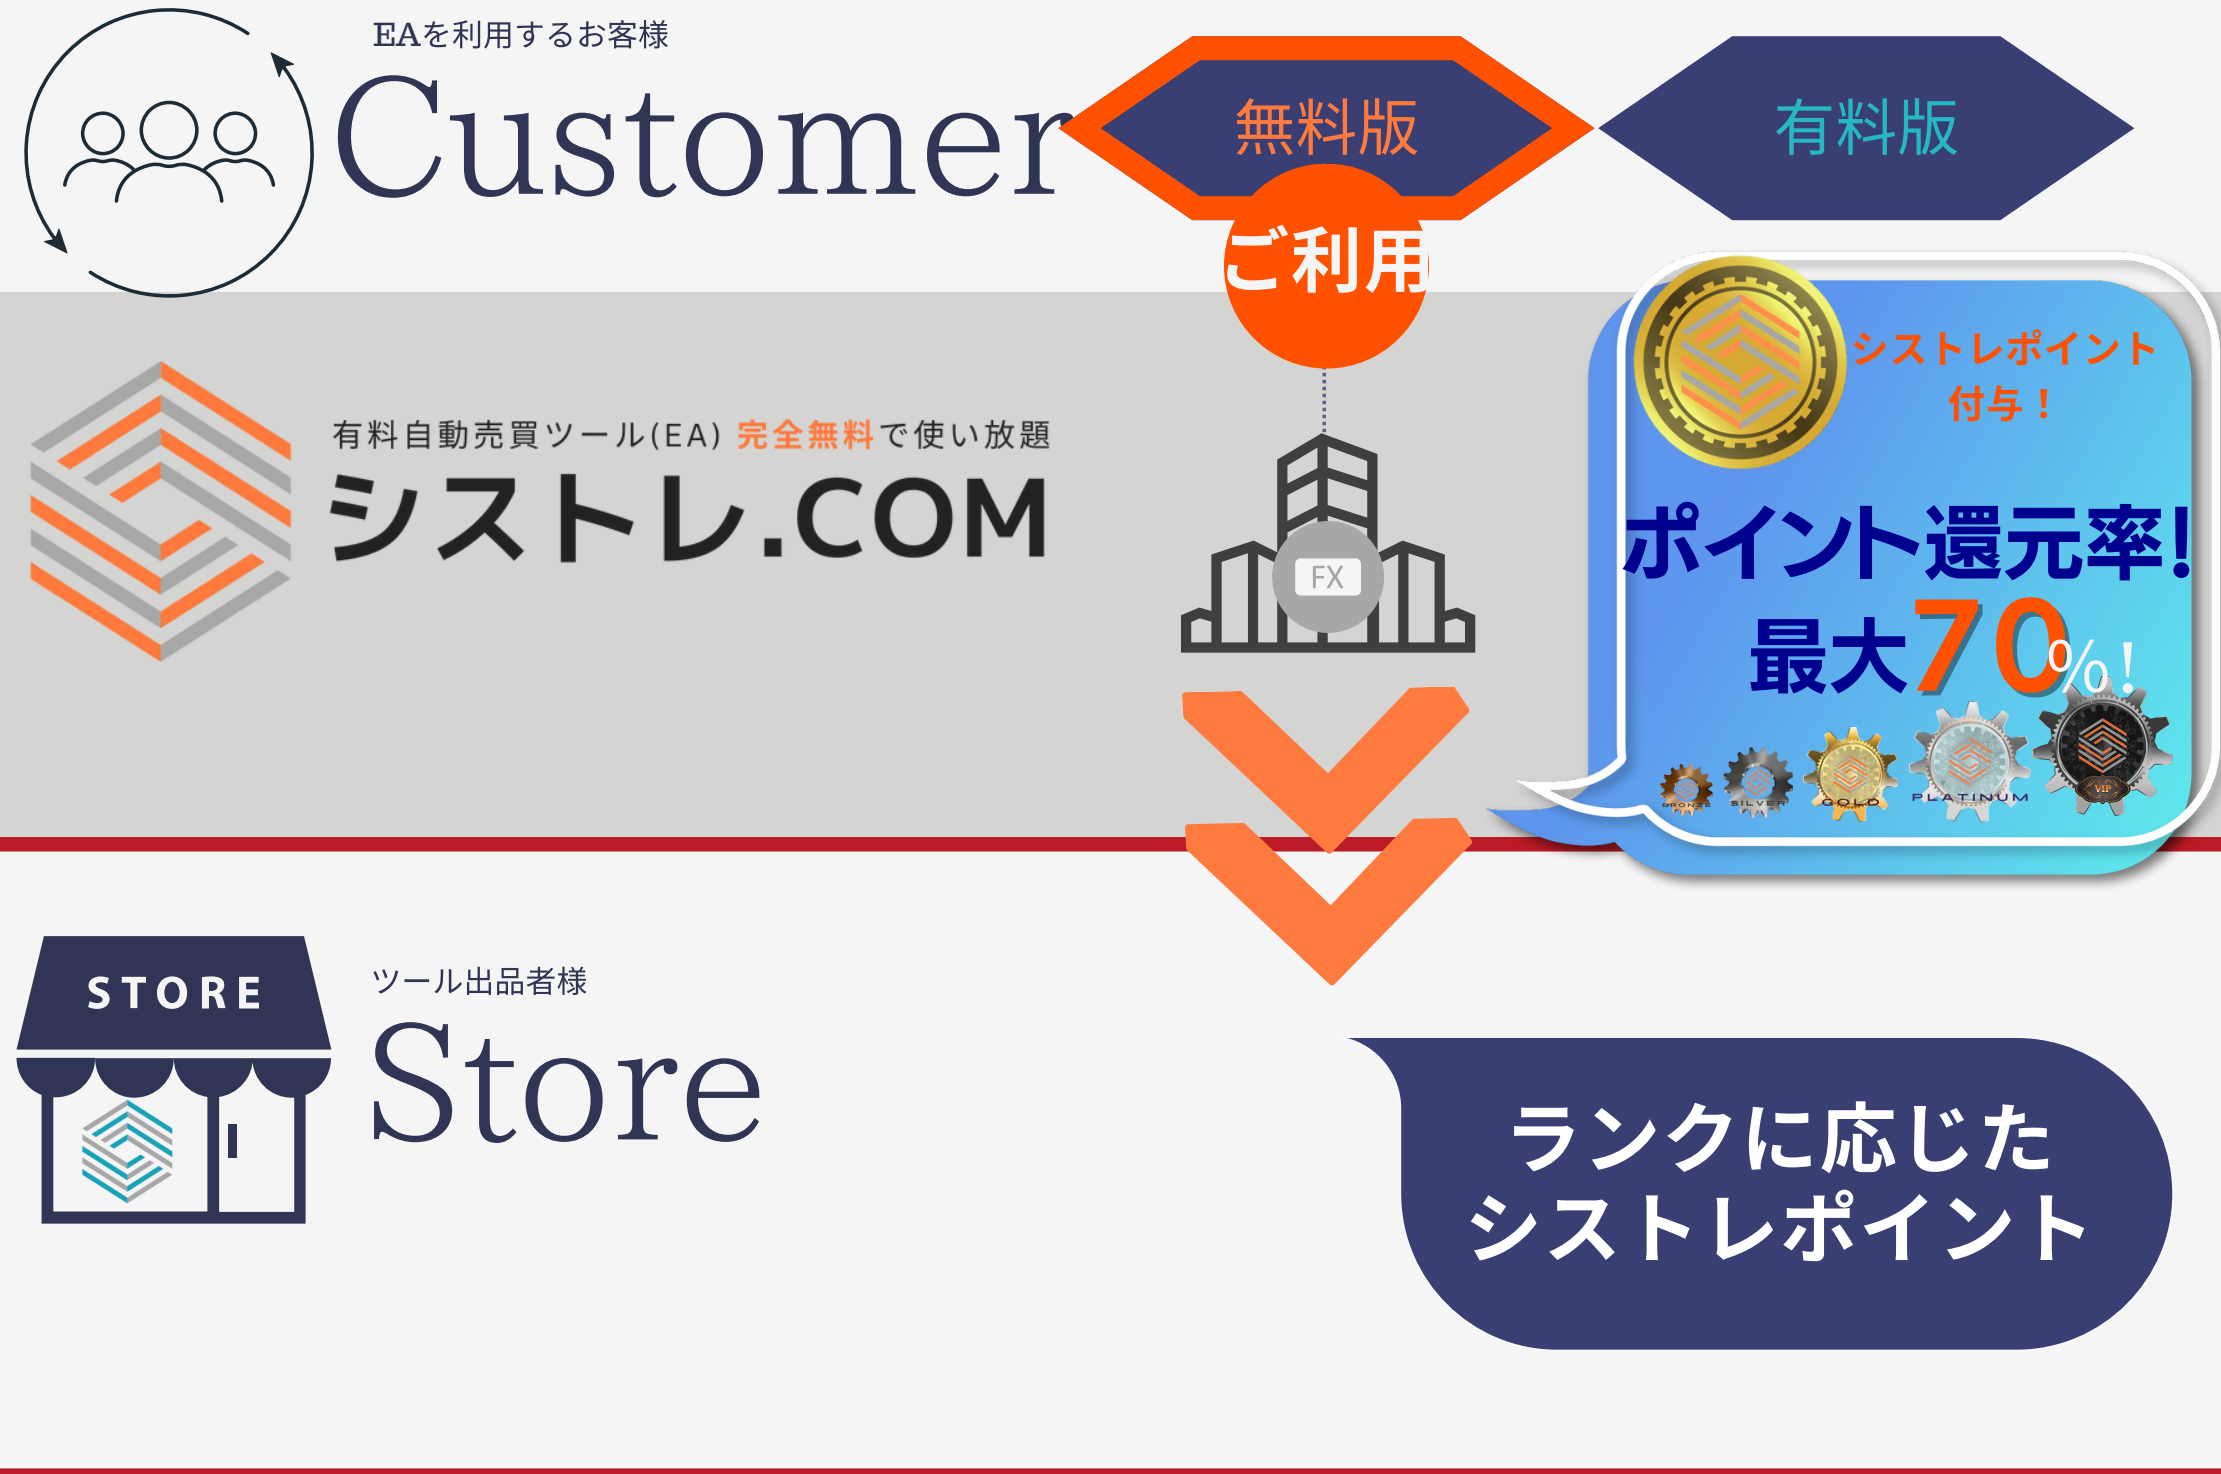 EAを利用するお客様
Customer
無料版
有料版
ご利用
シストレポイント
付与！
有料自動売買ツール(EA) 完全無料で使い放題
シストレ.COM
FX
ポイント還元率!
最大70%!
BRONZE
SILVER
GOLD
PLATINUM
VIP
STORE
ツール出品者様
Store
ランクに応じた
シストレポイント